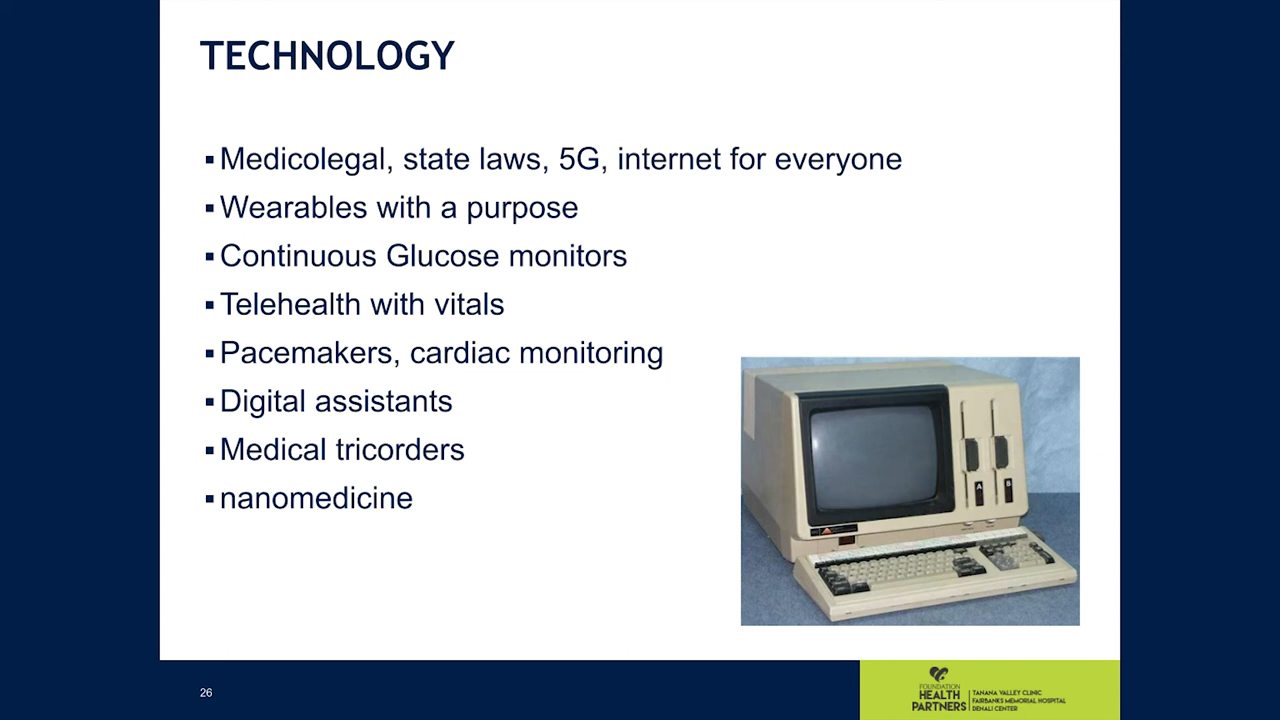 TECHNOLOGY
▪Medicolegal, state laws, 5G, internet for everyone
▪Wearables with a purpose
▪Continuous Glucose monitors
▪Telehealth with vitals
▪Pacemakers, cardiac monitoring
▪Digital assistants
▪Medical tricorders
▪nanomedicine
A
B
26
FOUNDATION
HEALTH
PARTNERS
TANANA VALLEY CLINIC
FAIRBANKS MEMORIAL HOSPITAL
DENALI CENTER